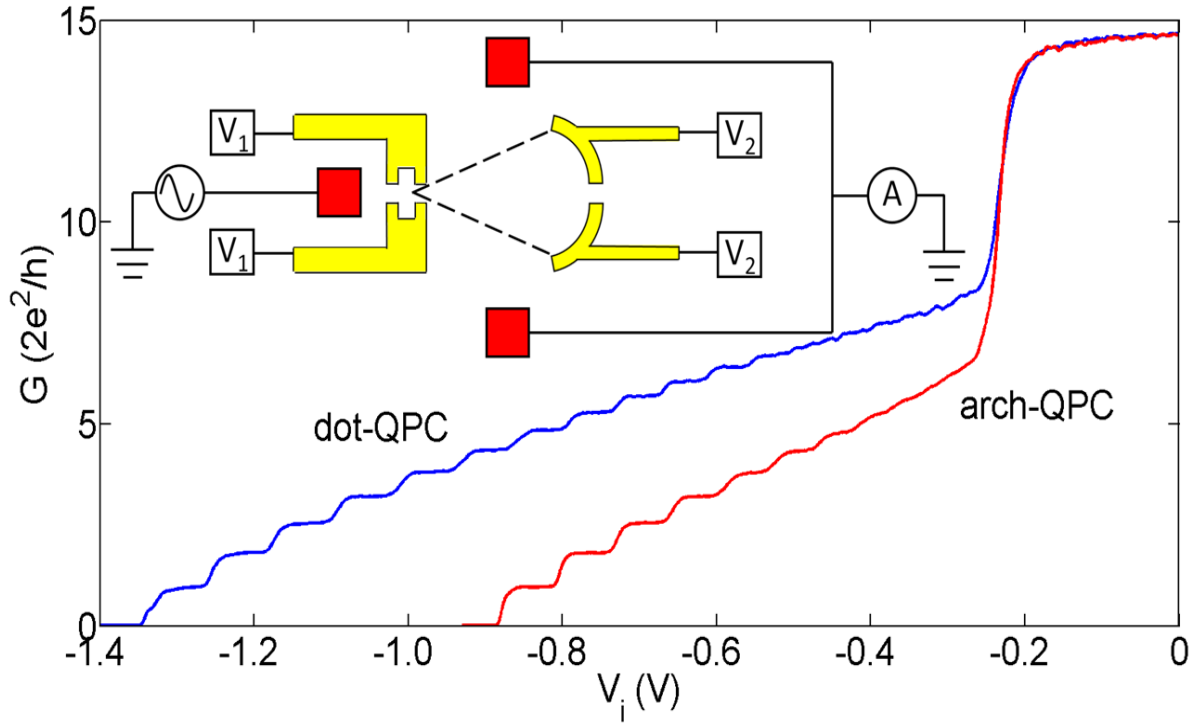 G (2e²/h)
15
10
5
0
V₁
V₁
V₂
V₂
A
dot-QPC
arch-QPC
-1.4
-1.2
-1.0
-0.8
-0.6
-0.4
-0.2
0
Vᵢ (V)